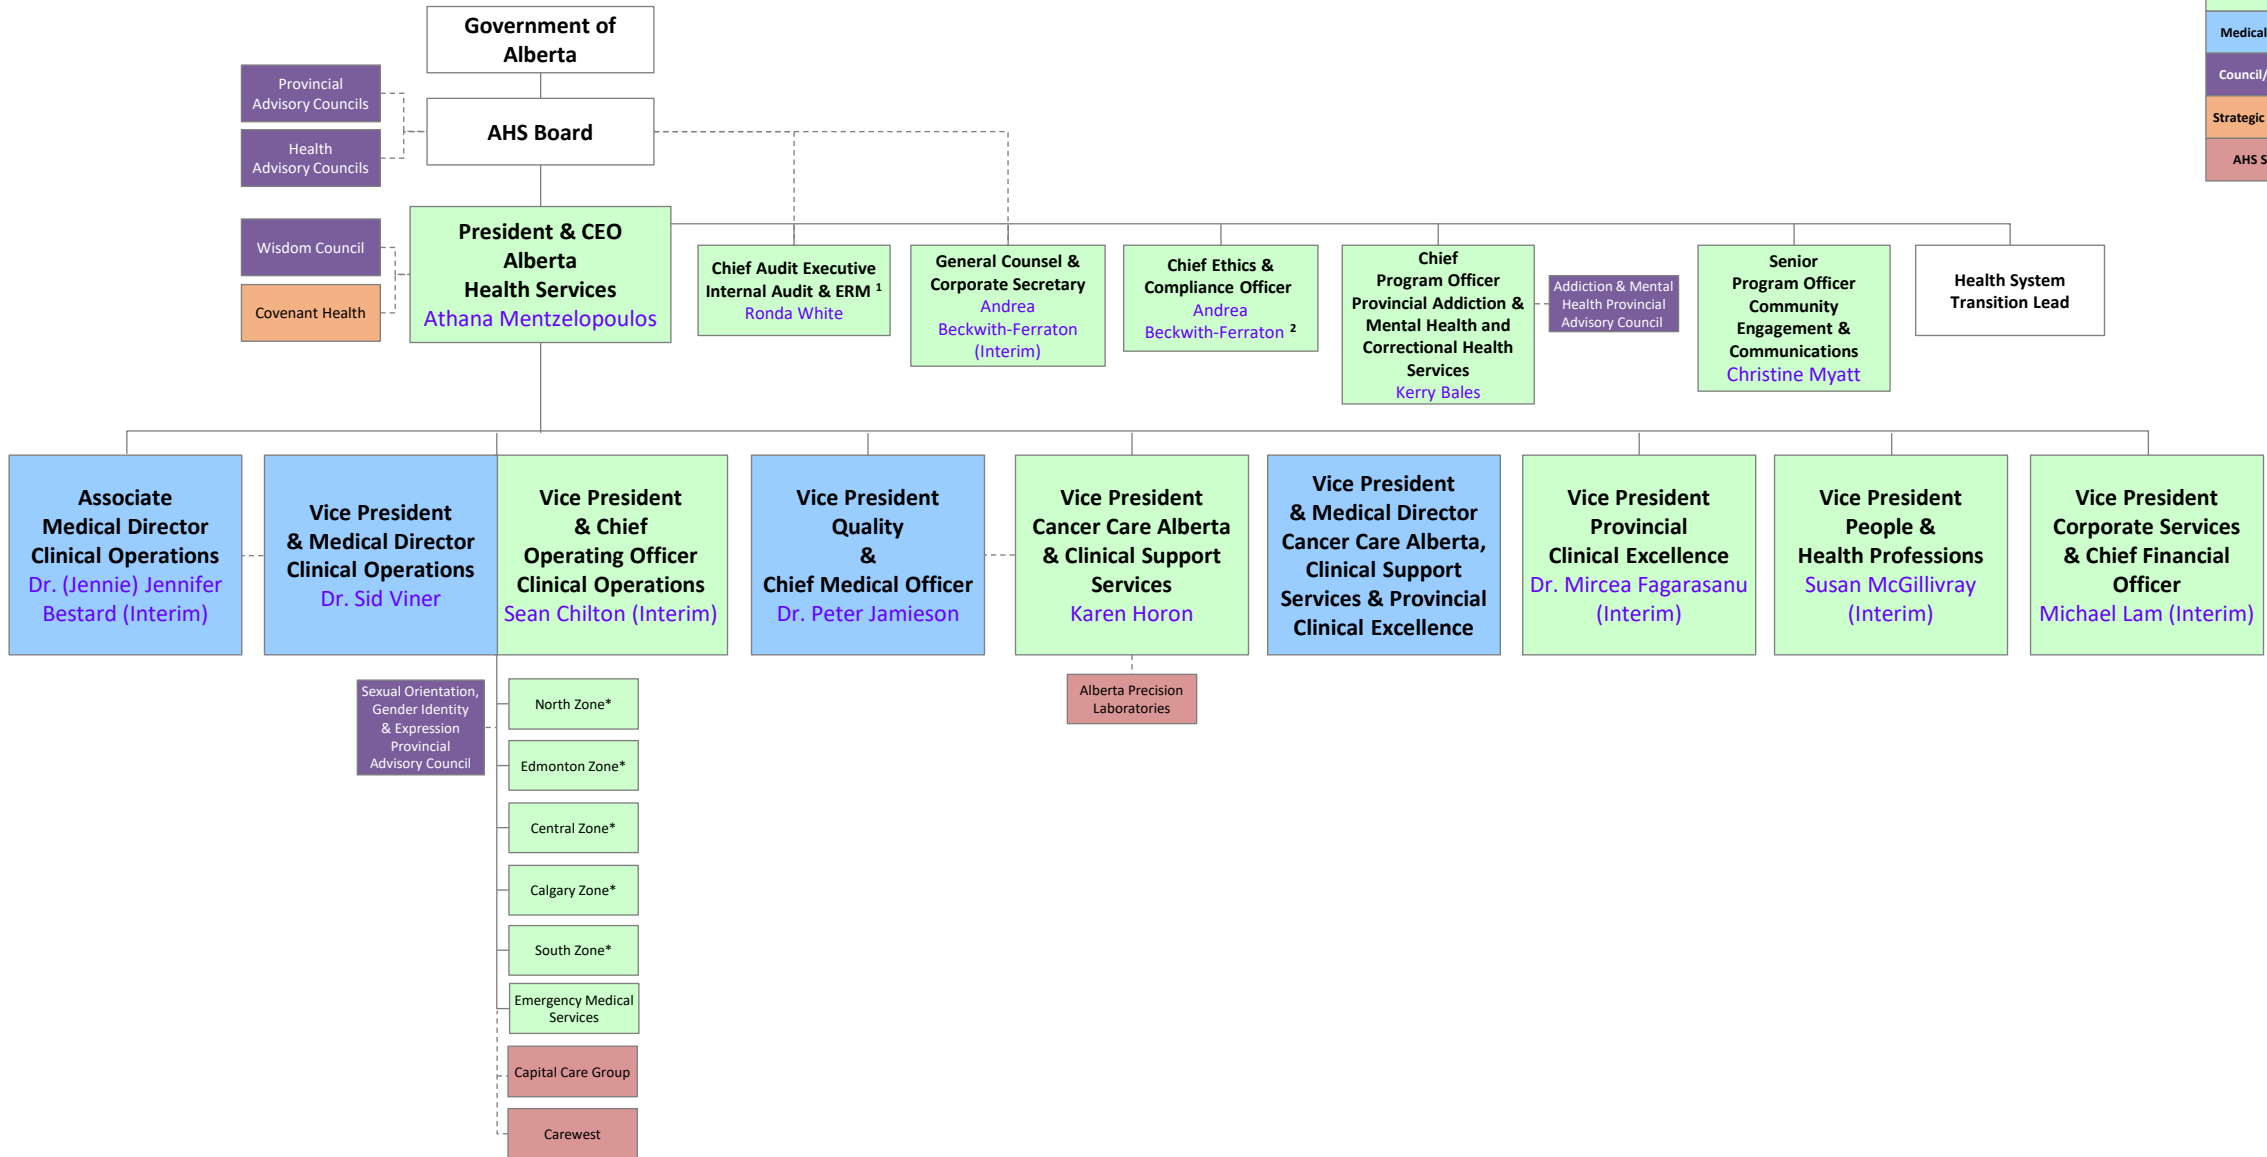 Government of
Alberta
Medical
Provincial
Advisory Councils
Council/
AHS Board
Strategic
Health
Advisory Councils
AHS S
Wisdom Council
Covenant Health
President & CEO
Alberta
Health Services
Athana Mentzelopoulos
Chief Audit Executive
Internal Audit & ERM 1
Ronda White
General Counsel &
Corporate Secretary
Andrea
Beckwith-Ferraton
(Interim)
Chief Ethics &
Compliance Officer
Andrea
Beckwith-Ferraton 2
Chief
Program Officer
Provincial Addiction &
Mental Health and
Correctional Health
Services
Kerry Bales
Addiction & Mental
Health Provincial
Advisory Council
Senior
Program Officer
Community
Engagement &
Communications
Christine Myatt
Health System
Transition Lead
Associate
Medical Director
Clinical Operations
Dr. (Jennie) Jennifer
Bestard (Interim)
Vice President
& Medical Director
Clinical Operations
Dr. Sid Viner
Vice President
& Chief
Operating Officer
Clinical Operations
Sean Chilton (Interim)
Vice President
Quality
&
Chief Medical Officer
Dr. Peter Jamieson
Vice President
Cancer Care Alberta
& Clinical Support
Services
Karen Horon
Vice President
& Medical Director
Cancer Care Alberta,
Clinical Support
Services & Provincial
Clinical Excellence
Vice President
Provincial
Clinical Excellence
Dr. Mircea Fagarasanu
(Interim)
Vice President
People &
Health Professions
Susan McGillivray
(Interim)
Vice President
Corporate Services
& Chief Financial
Officer
Michael Lam (Interim)
Sexual Orientation,
Gender Identity
& Expression
Provincial
Advisory Council
North Zone*
Edmonton Zone*
Central Zone*
Calgary Zone*
South Zone*
Emergency Medical
Services
Capital Care Group
Carewest
Alberta Precision
Laboratories